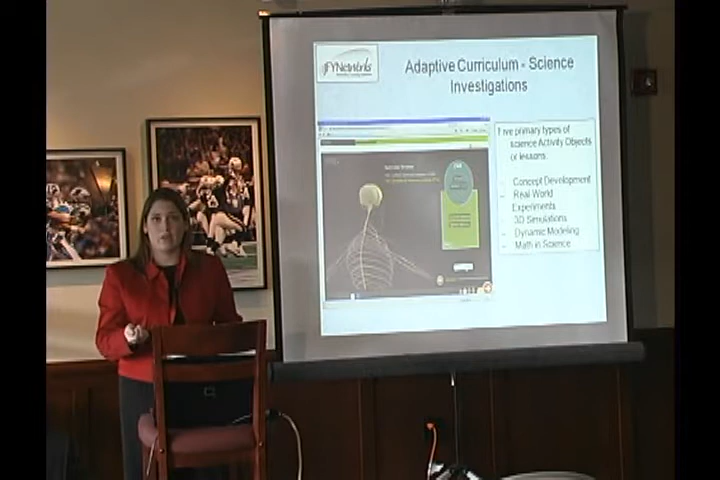 JFYNetWorks
Adaptive Curriculum - Science
Investigations
Five primary types of
science Activity Objects
or lessons:
- Concept Development
- Real World
Experiments
- 3D Simulations
- Dynamic Modeling
- Math in Science